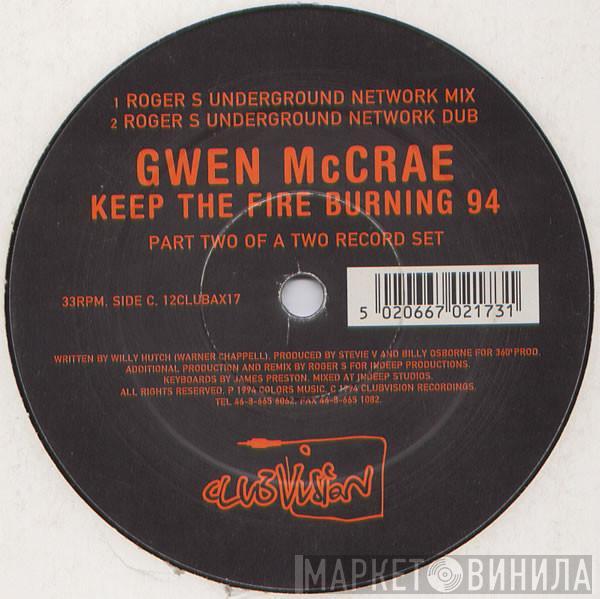 1 ROGER S UNDERGROUND NETWORK MIX
2 ROGER S UNDERGROUND NETWORK DUB
GWEN McCRAE
KEEP THE FIRE BURNING 94
PART TWO OF A TWO RECORD SET
33RPM. SIDE C. 12CLUBAX17
5 020667 021731
WRITTEN BY WILLY HUTCH (WARNER CHAPPELL). PRODUCED BY STEVIE V AND BILLY OSBORNE FOR 360° PROD.
ADDITIONAL PRODUCTION AND REMIX BY ROGER S FOR INDEEP PRODUCTIONS.
KEYBOARDS BY JAMES PRESTON. MIXED AT INDEEP STUDIOS.
ALL RIGHTS RESERVED. P 1994 COLORS MUSIC. C 1994 CLUBVISION RECORDINGS.
TEL 46-8-665 6062. FAX 46-8-665 1082.
CLUBVISION
МАРКЕТ ВИНИЛА